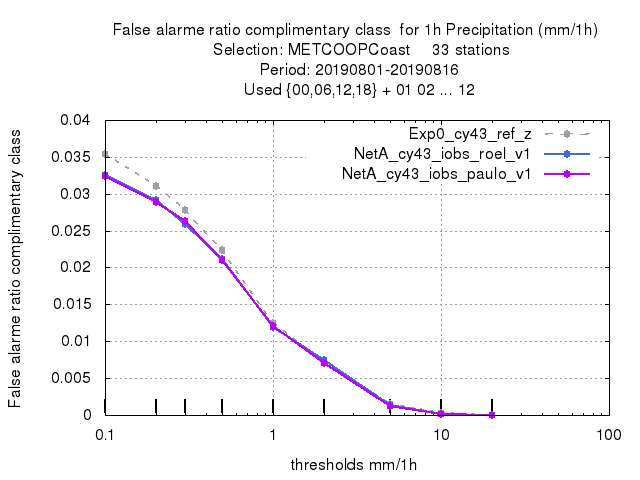 False alarme ratio complimentary class  for 1h Precipitation (mm/1h)
Selection: METCOOPCoast     33 stations
Period: 20190801-20190816
Used {00,06,12,18} + 01 02 ... 12
False alarme ratio complimentary class
0.04
0.035
0.03
0.025
0.02
0.015
0.01
0.005
0
Exp0_cy43_ref_z
NetA_cy43_iobs_roel_v1
NetA_cy43_iobs_paulo_v1
0.1 1 10 100
thresholds mm/1h